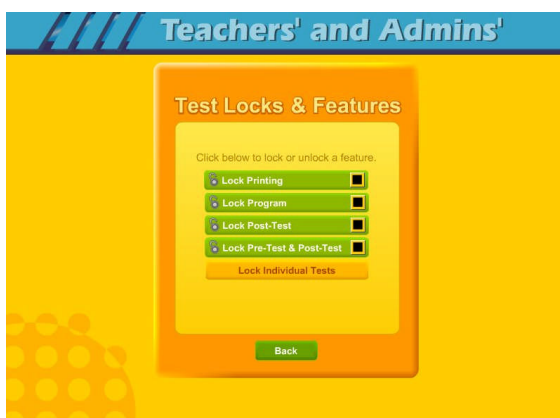 Teachers' and Admins'
Test Locks & Features
Click below to lock or unlock a feature.
Lock Printing
Lock Program
Lock Post-Test
Lock Pre-Test & Post-Test
Lock Individual Tests
Back